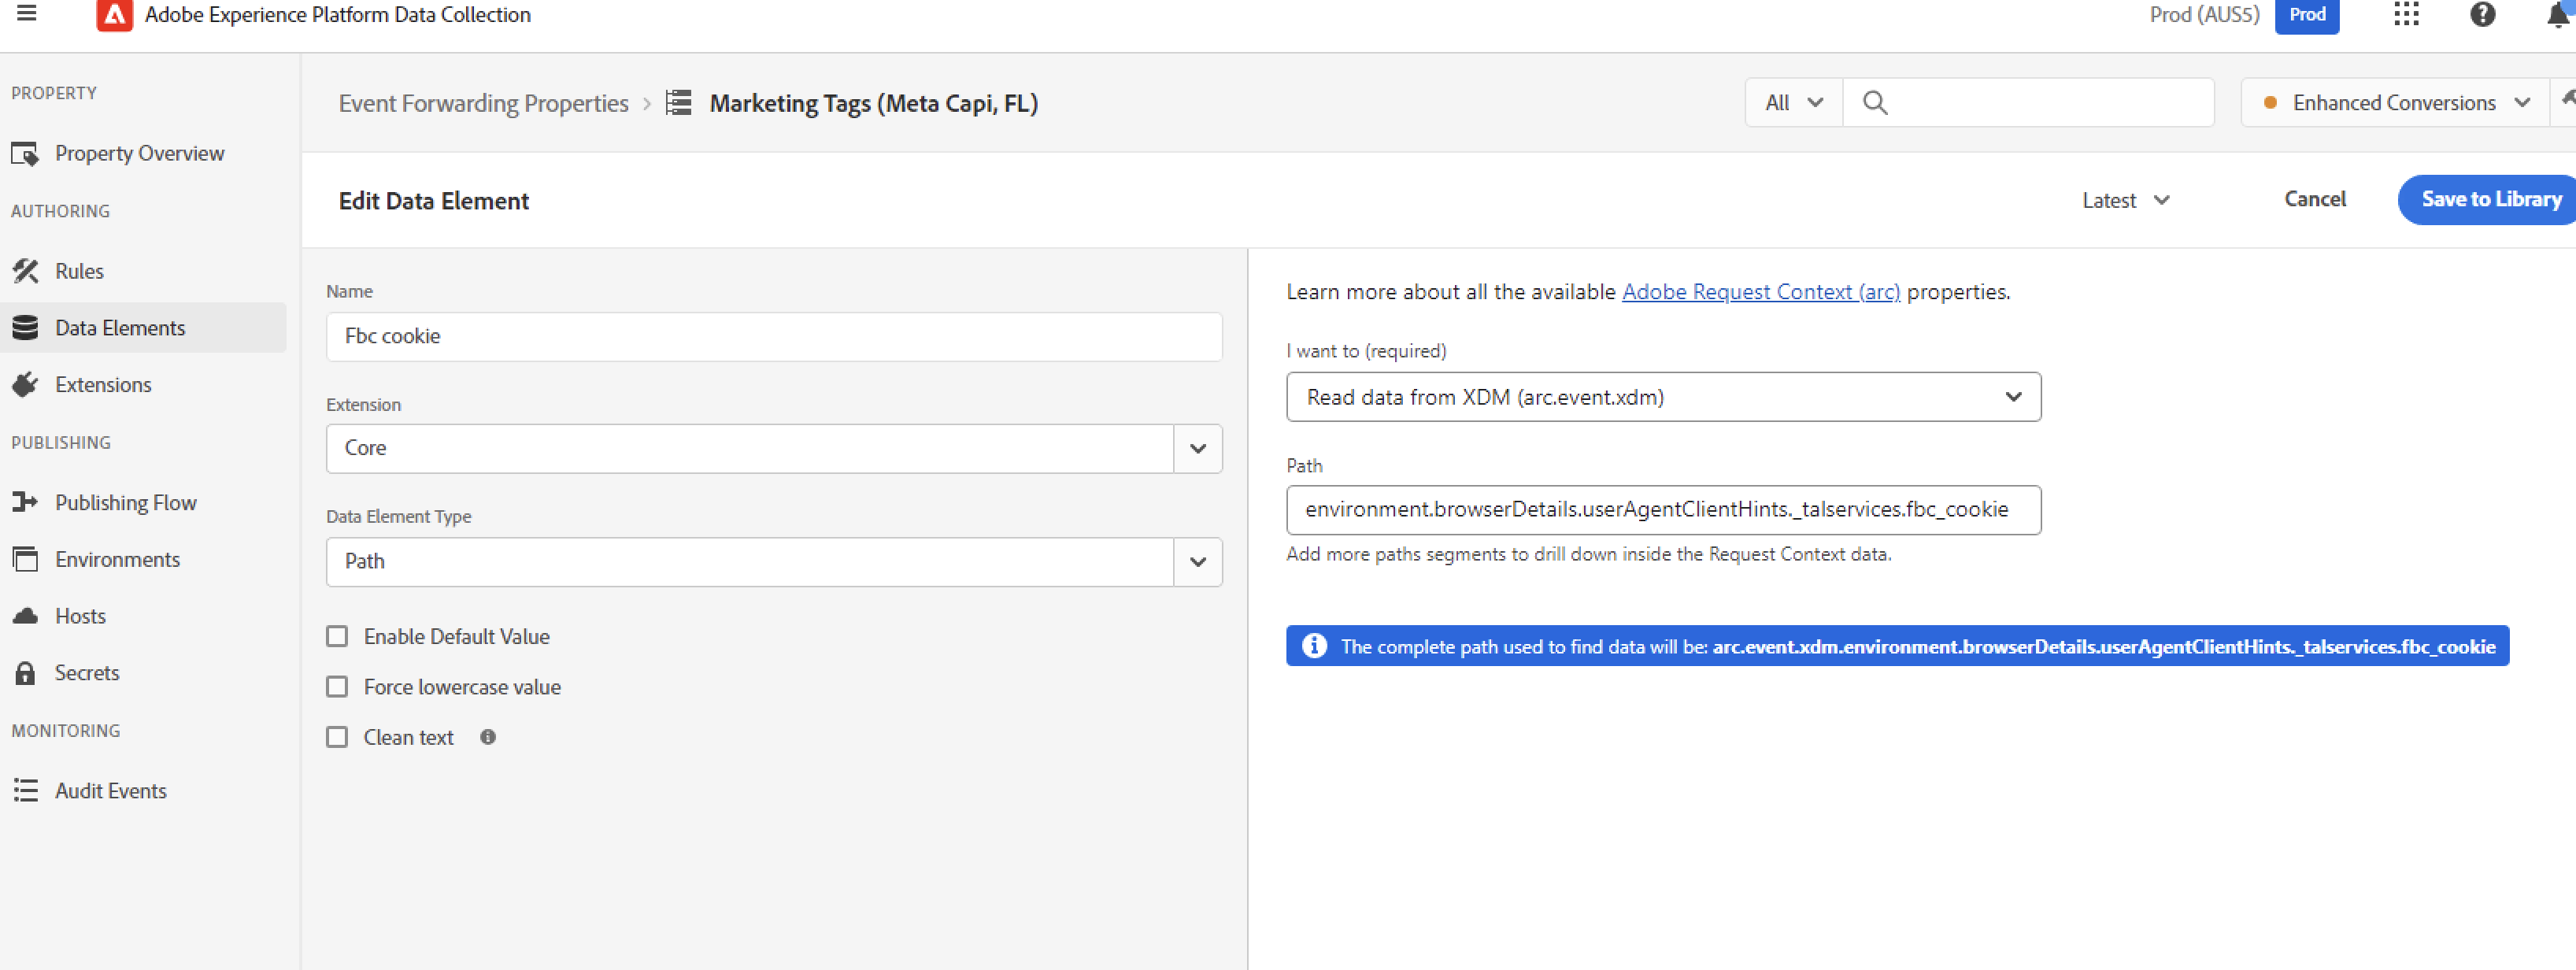 Adobe Experience Platform Data Collection
Prod (AUS5)
Prod
PROPERTY
Property Overview
AUTHORING
Rules
Data Elements
Extensions
PUBLISHING
Publishing Flow
Environments
Hosts
Secrets
MONITORING
Audit Events
Event Forwarding Properties > Marketing Tags (Meta Capi, FL)
All
Enhanced Conversions
Edit Data Element
Latest
Cancel
Save to Library
Name
Fbc cookie
Extension
Core
Data Element Type
Path
Enable Default Value
Force lowercase value
Clean text
Learn more about all the available Adobe Request Context (arc) properties.
I want to (required)
Read data from XDM (arc.event.xdm)
Path
environment.browserDetails.userAgentClientHints._talservices.fbc_cookie
Add more paths segments to drill down inside the Request Context data.
The complete path used to find data will be: arc.event.xdm.environment.browserDetails.userAgentClientHints._talservices.fbc_cookie